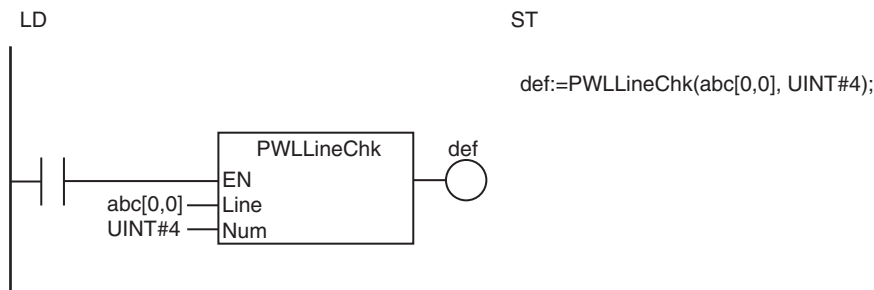 LD
ST
def:=PWLLineChk(abc[0,0], UINT#4);
PWLLineChk
def
EN
abc[0,0]
Line
UINT#4
Num